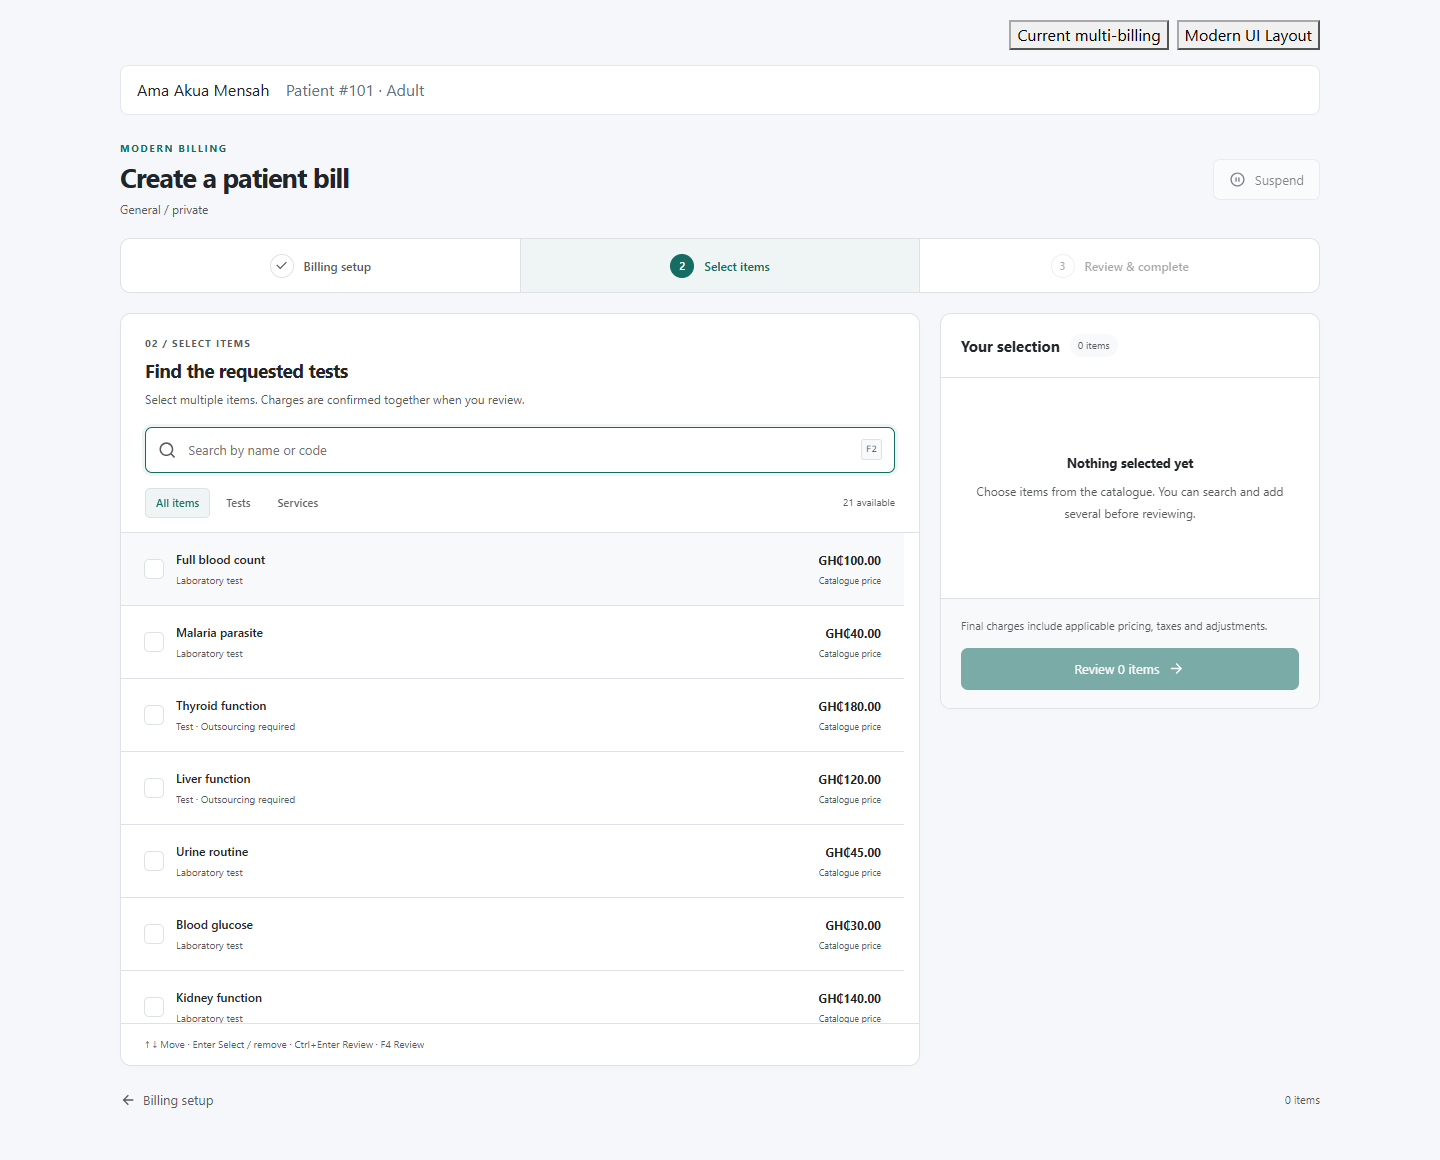 Current multi-billing
Modern UI Layout
Ama Akua Mensah Patient #101 · Adult
MODERN BILLING
Create a patient bill
General / private
Suspend
Billing setup
2 Select items
3 Review & complete
02 / SELECT ITEMS
Find the requested tests
Select multiple items. Charges are confirmed together when you review.
Search by name or code F2
All items Tests Services 21 available
Full blood count GH₵100.00
Laboratory test Catalogue price
Malaria parasite GH₵40.00
Laboratory test Catalogue price
Thyroid function GH₵180.00
Test · Outsourcing required Catalogue price
Liver function GH₵120.00
Test · Outsourcing required Catalogue price
Urine routine GH₵45.00
Laboratory test Catalogue price
Blood glucose GH₵30.00
Laboratory test Catalogue price
Kidney function GH₵140.00
Laboratory test Catalogue price
↑ ↓ Move · Enter Select / remove · Ctrl+Enter Review · F4 Review
Your selection 0 items
Nothing selected yet
Choose items from the catalogue. You can search and add
several before reviewing.
Final charges include applicable pricing, taxes and adjustments.
Review 0 items →
← Billing setup
0 items